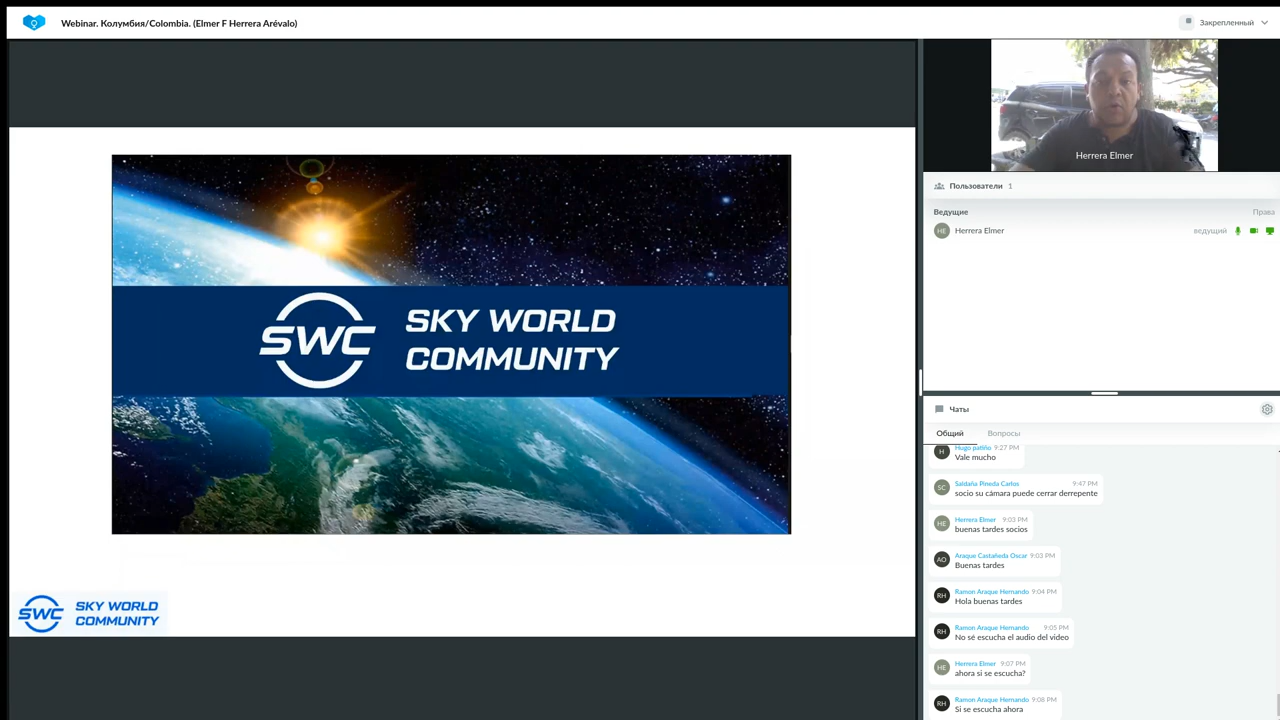 Webinar. Колумбия/Colombia. (Elmer F Herrera Arévalo)
Закрепленный
SWC
SKY WORLD
COMMUNITY
SWC
SKY WORLD
COMMUNITY
Herrera Elmer
Пользователи 1
Ведущие
Права
HE
Herrera Elmer
ведущий
Чаты
Общий
Вопросы
H
Hugo patiño 9:27 PM
Vale mucho
SC
Saldaña Pineda Carlos 9:47 PM
socio su cámara puede cerrar derrepente
HE
Herrera Elmer 9:03 PM
buenas tardes socios
AO
Araque Castañeda Oscar 9:03 PM
Buenas tardes
RH
Ramon Araque Hernando 9:04 PM
Hola buenas tardes
RH
Ramon Araque Hernando 9:05 PM
No sé escucha el audio del video
HE
Herrera Elmer 9:07 PM
ahora si se escucha?
RH
Ramon Araque Hernando 9:08 PM
Si se escucha ahora